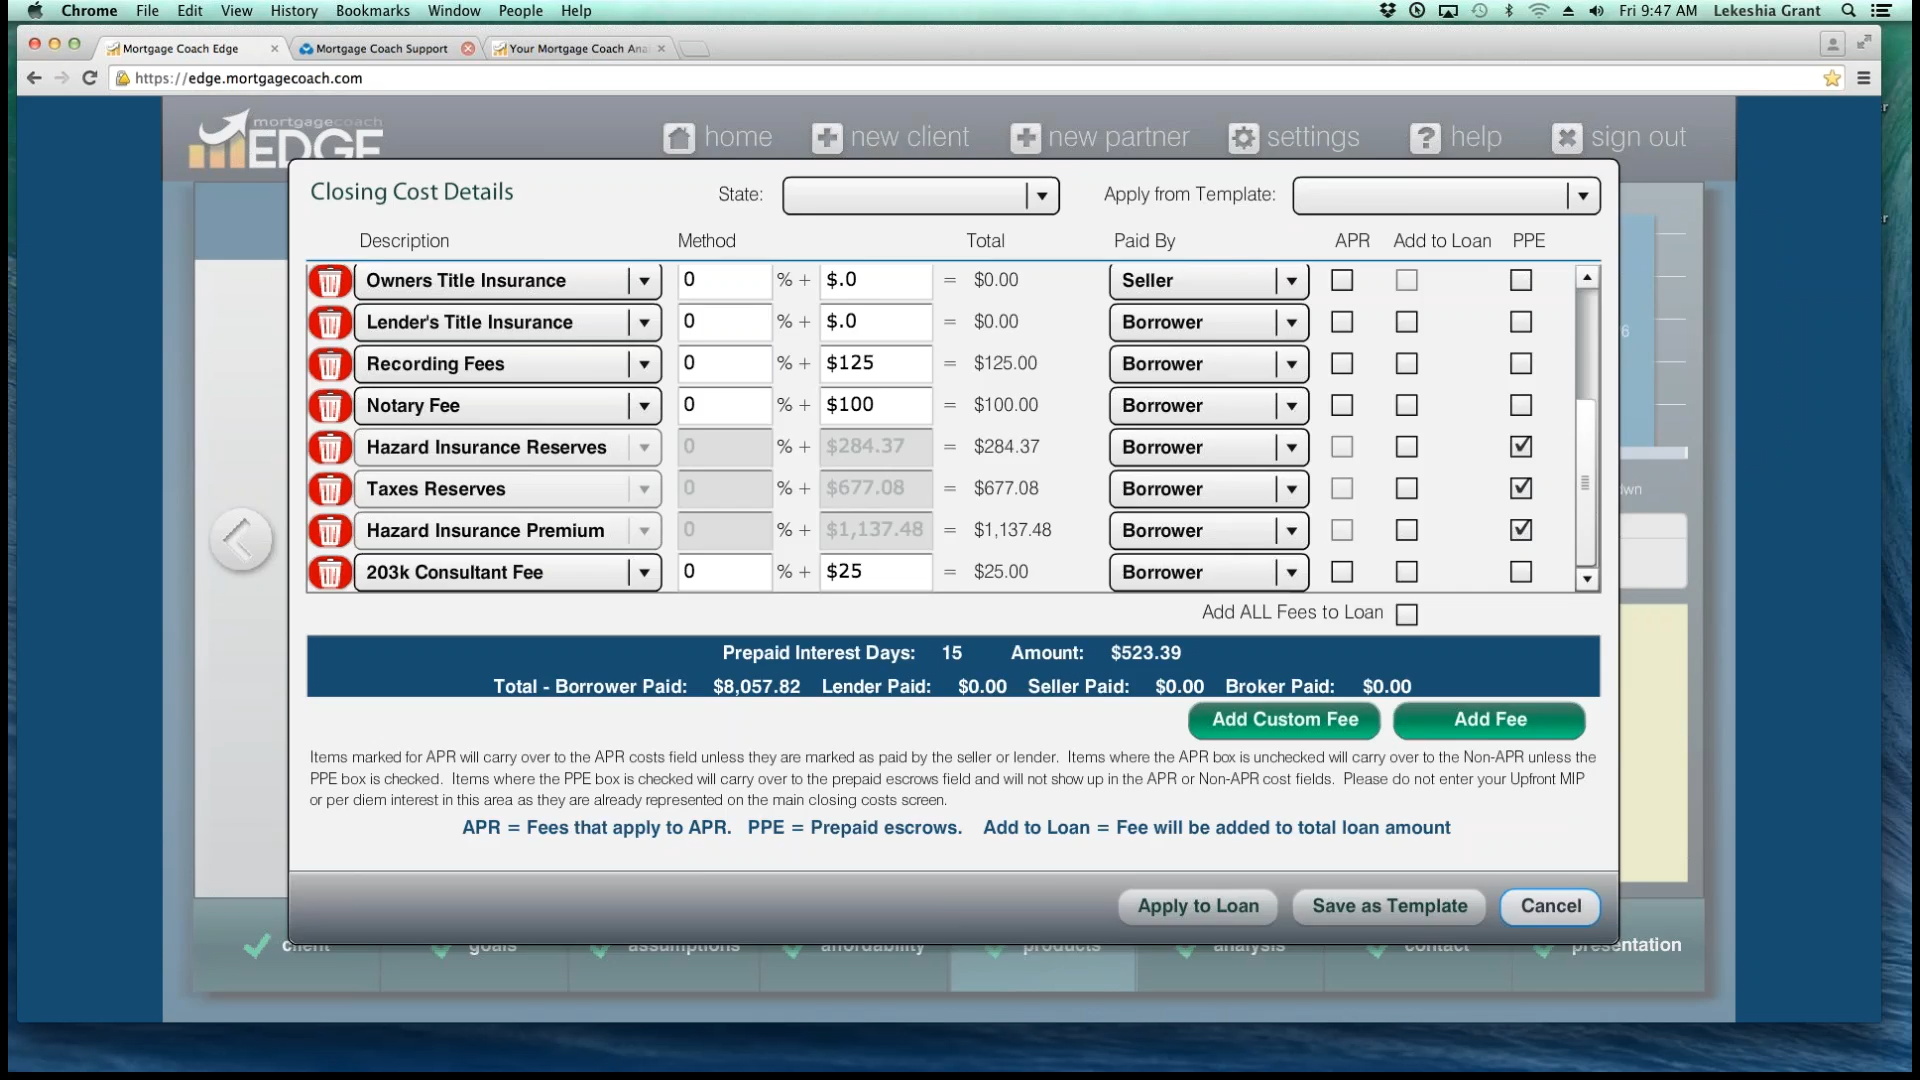 Chrome File Edit View History Bookmarks Window People Help Fri 9:47 AM Lekeshia Grant
Mortgage Coach Edge Mortgage Coach Support Your Mortgage Coach Ana
https://edge.mortgagecoach.com
mortgagecoach
EDGE
home new client new partner settings help sign out
Closing Cost Details State: Apply from Template:
Description Method Total Paid By APR Add to Loan PPE
Owners Title Insurance 0 % + $.0 = $0.00 Seller
Lender's Title Insurance 0 % + $.0 = $0.00 Borrower
Recording Fees 0 % + $125 = $125.00 Borrower
Notary Fee 0 % + $100 = $100.00 Borrower
Hazard Insurance Reserves 0 % + $284.37 = $284.37 Borrower
Taxes Reserves 0 % + $677.08 = $677.08 Borrower
Hazard Insurance Premium 0 % + $1,137.48 = $1,137.48 Borrower
203k Consultant Fee 0 % + $25 = $25.00 Borrower
Add ALL Fees to Loan
Prepaid Interest Days: 15 Amount: $523.39
Total - Borrower Paid: $8,057.82 Lender Paid: $0.00 Seller Paid: $0.00 Broker Paid: $0.00
Add Custom Fee Add Fee
Items marked for APR will carry over to the APR costs field unless they are marked as paid by the seller or lender. Items where the APR box is unchecked will carry over to the Non-APR unless the
PPE box is checked. Items where the PPE box is checked will carry over to the prepaid escrows field and will not show up in the APR or Non-APR cost fields. Please do not enter your Upfront MIP
or per diem interest in this area as they are already represented on the main closing costs screen.
APR = Fees that apply to APR. PPE = Prepaid escrows. Add to Loan = Fee will be added to total loan amount
Apply to Loan Save as Template Cancel
client goals assumptions affordability products analysis contact presentation